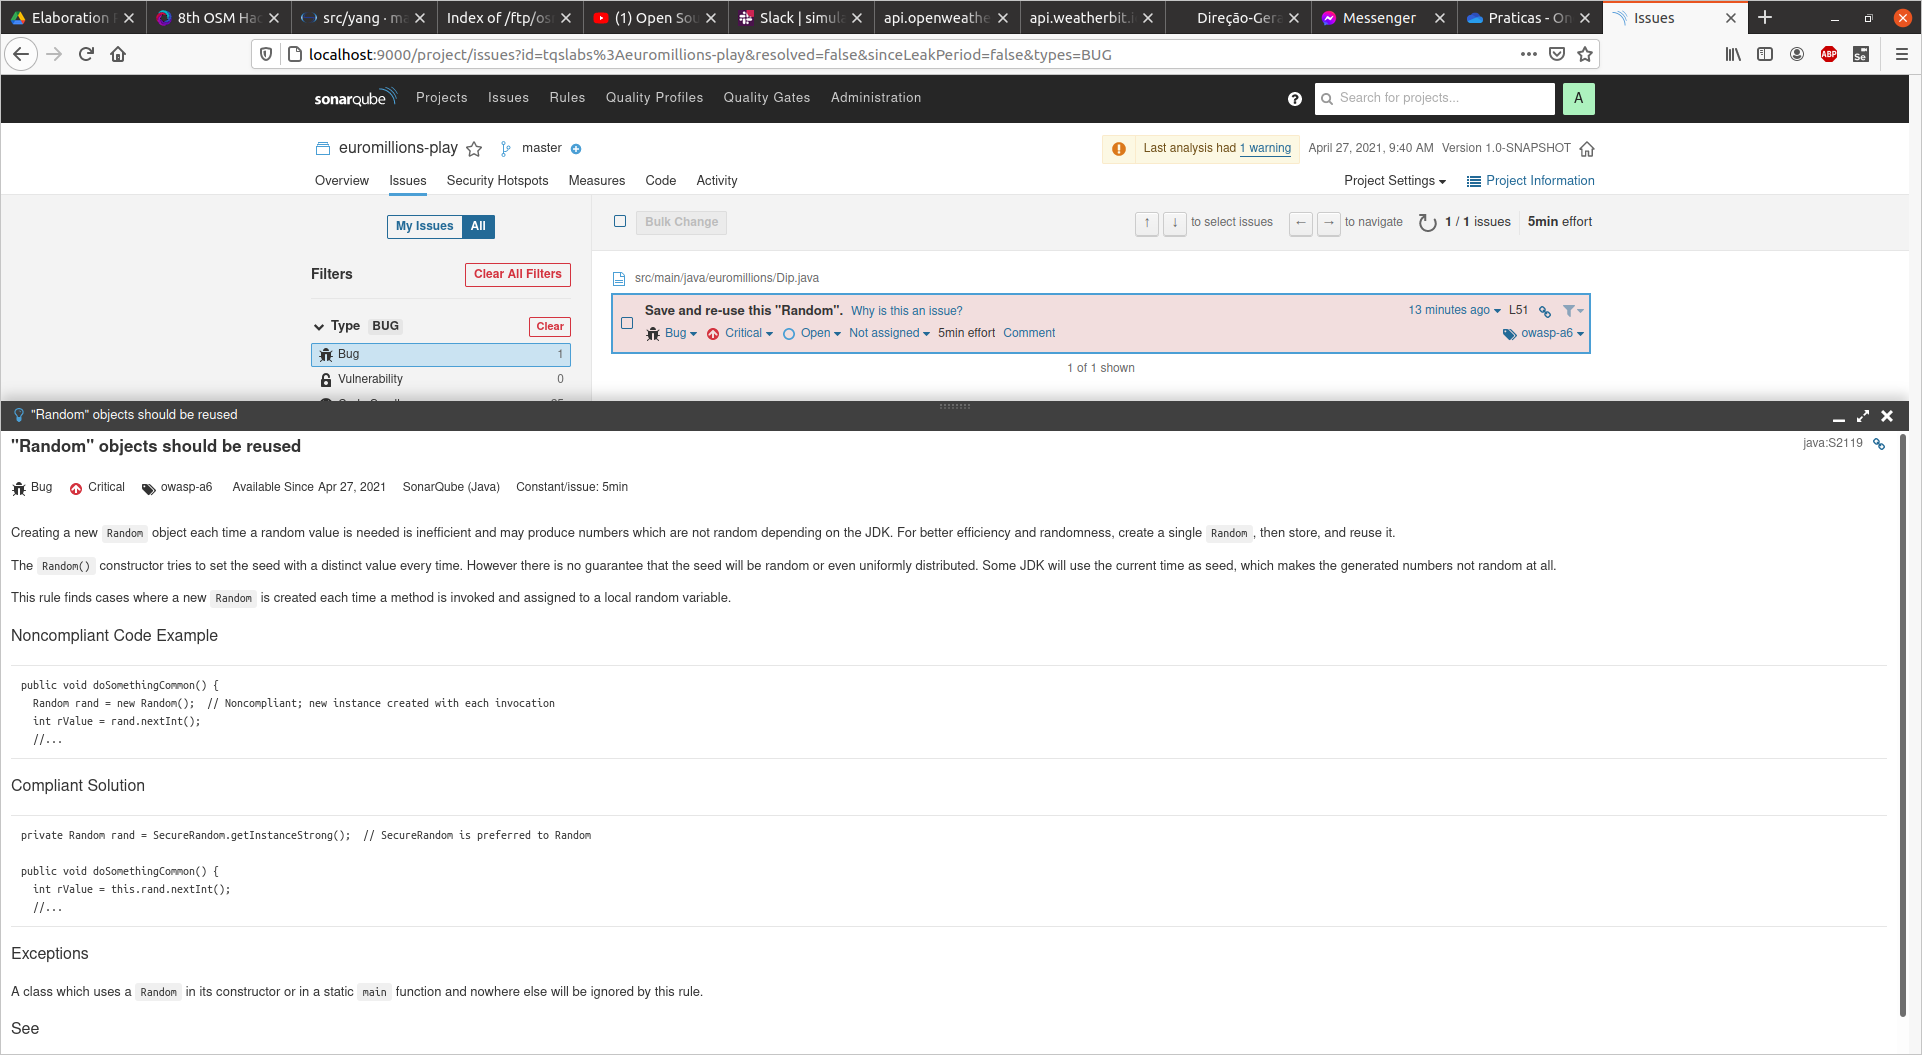 Elaboration
8th OSM Ha
src/yang · ma
Index of /ftp/os
(1) Open Sou
Slack | simula
api.openweathe
api.weatherbit.i
Direção-Gera
Messenger
Praticas - On
Issues
localhost:9000/project/issues?id=tqslabs%3Aeuromillions-play&resolved=false&sinceLeakPeriod=false&types=BUG
ABP
Se
sonarqube Projects Issues Rules Quality Profiles Quality Gates Administration
Search for projects...
A
euromillions-play master
Last analysis had 1 warning April 27, 2021, 9:40 AM Version 1.0-SNAPSHOT
Overview Issues Security Hotspots Measures Code Activity
Project Settings Project Information
My Issues All
Bulk Change
↑ ↓ to select issues ← → to navigate 1 / 1 issues 5min effort
Filters Clear All Filters
src/main/java/euromillions/Dip.java
Save and re-use this "Random". Why is this an issue? 13 minutes ago L51
Type BUG Clear
Bug Critical Open Not assigned 5min effort Comment owasp-a6
Bug 1
1 of 1 shown
Vulnerability 0
"Random" objects should be reused
"Random" objects should be reused java:S2119
Bug Critical owasp-a6 Available Since Apr 27, 2021 SonarQube (Java) Constant/issue: 5min
Creating a new Random object each time a random value is needed is inefficient and may produce numbers which are not random depending on the JDK. For better efficiency and randomness, create a single Random , then store, and reuse it.
The Random() constructor tries to set the seed with a distinct value every time. However there is no guarantee that the seed will be random or even uniformly distributed. Some JDK will use the current time as seed, which makes the generated numbers not random at all.
This rule finds cases where a new Random is created each time a method is invoked and assigned to a local random variable.
Noncompliant Code Example
public void doSomethingCommon() {
Random rand = new Random();  // Noncompliant; new instance created with each invocation
int rValue = rand.nextInt();
//...
Compliant Solution
private Random rand = SecureRandom.getInstanceStrong();  // SecureRandom is preferred to Random
public void doSomethingCommon() {
int rValue = this.rand.nextInt();
//...
Exceptions
A class which uses a Random in its constructor or in a static main function and nowhere else will be ignored by this rule.
See